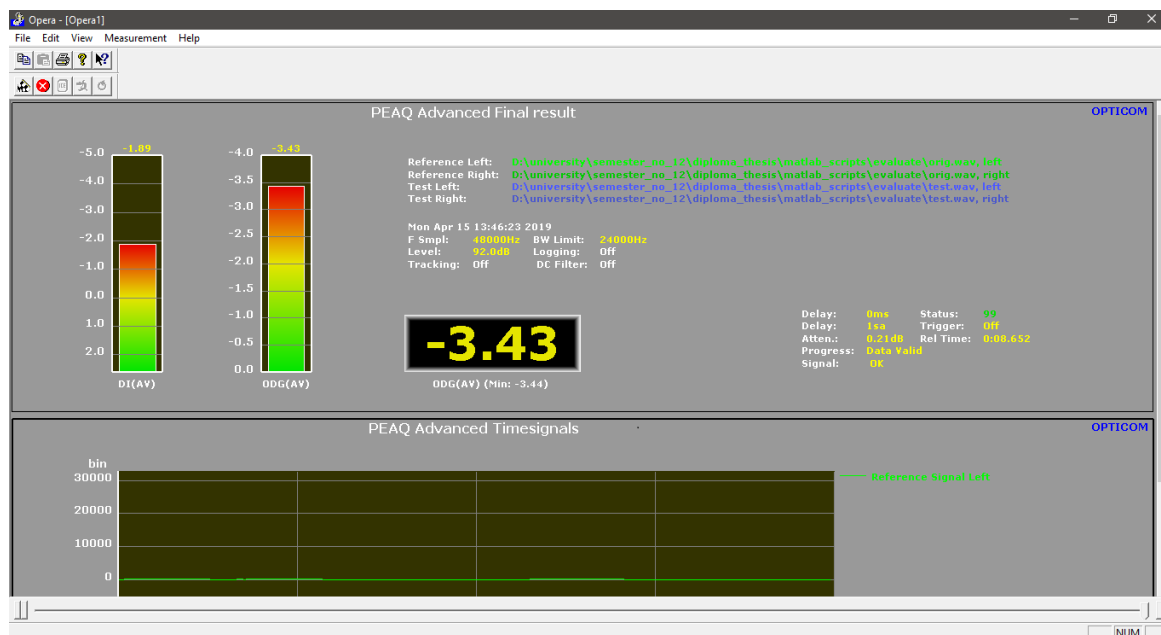 Opera - [Opera1]
File Edit View Measurement Help
PEAQ Advanced Final result
OPTICOM
-1.89
-5.0
-4.0
-3.0
-2.0
-1.0
0.0
1.0
2.0
DI(AV)
-3.43
-4.0
-3.5
-3.0
-2.5
-2.0
-1.5
-1.0
-0.5
0.0
ODG(AV)
Reference Left: D:\university\semester_no_12\diploma_thesis\matlab_scripts\evaluate\orig.wav, left
Reference Right: D:\university\semester_no_12\diploma_thesis\matlab_scripts\evaluate\orig.wav, right
Test Left: D:\university\semester_no_12\diploma_thesis\matlab_scripts\evaluate\test.wav, left
Test Right: D:\university\semester_no_12\diploma_thesis\matlab_scripts\evaluate\test.wav, right
Mon Apr 15 13:46:23 2019
F Smpl: 48000Hz BW Limit: 24000Hz
Level: 92.0dB Logging: Off
Tracking: Off DC Filter: Off
-3.43
ODG(AV) (Min: -3.44)
Delay: 0ms Status: 99
Delay: 1sa Trigger: Off
Atten.: 0.21dB Rel Time: 0:08.652
Progress: Data Valid
Signal: OK
PEAQ Advanced Timesignals
OPTICOM
bin
30000
20000
10000
0
Reference Signal Left
NUM